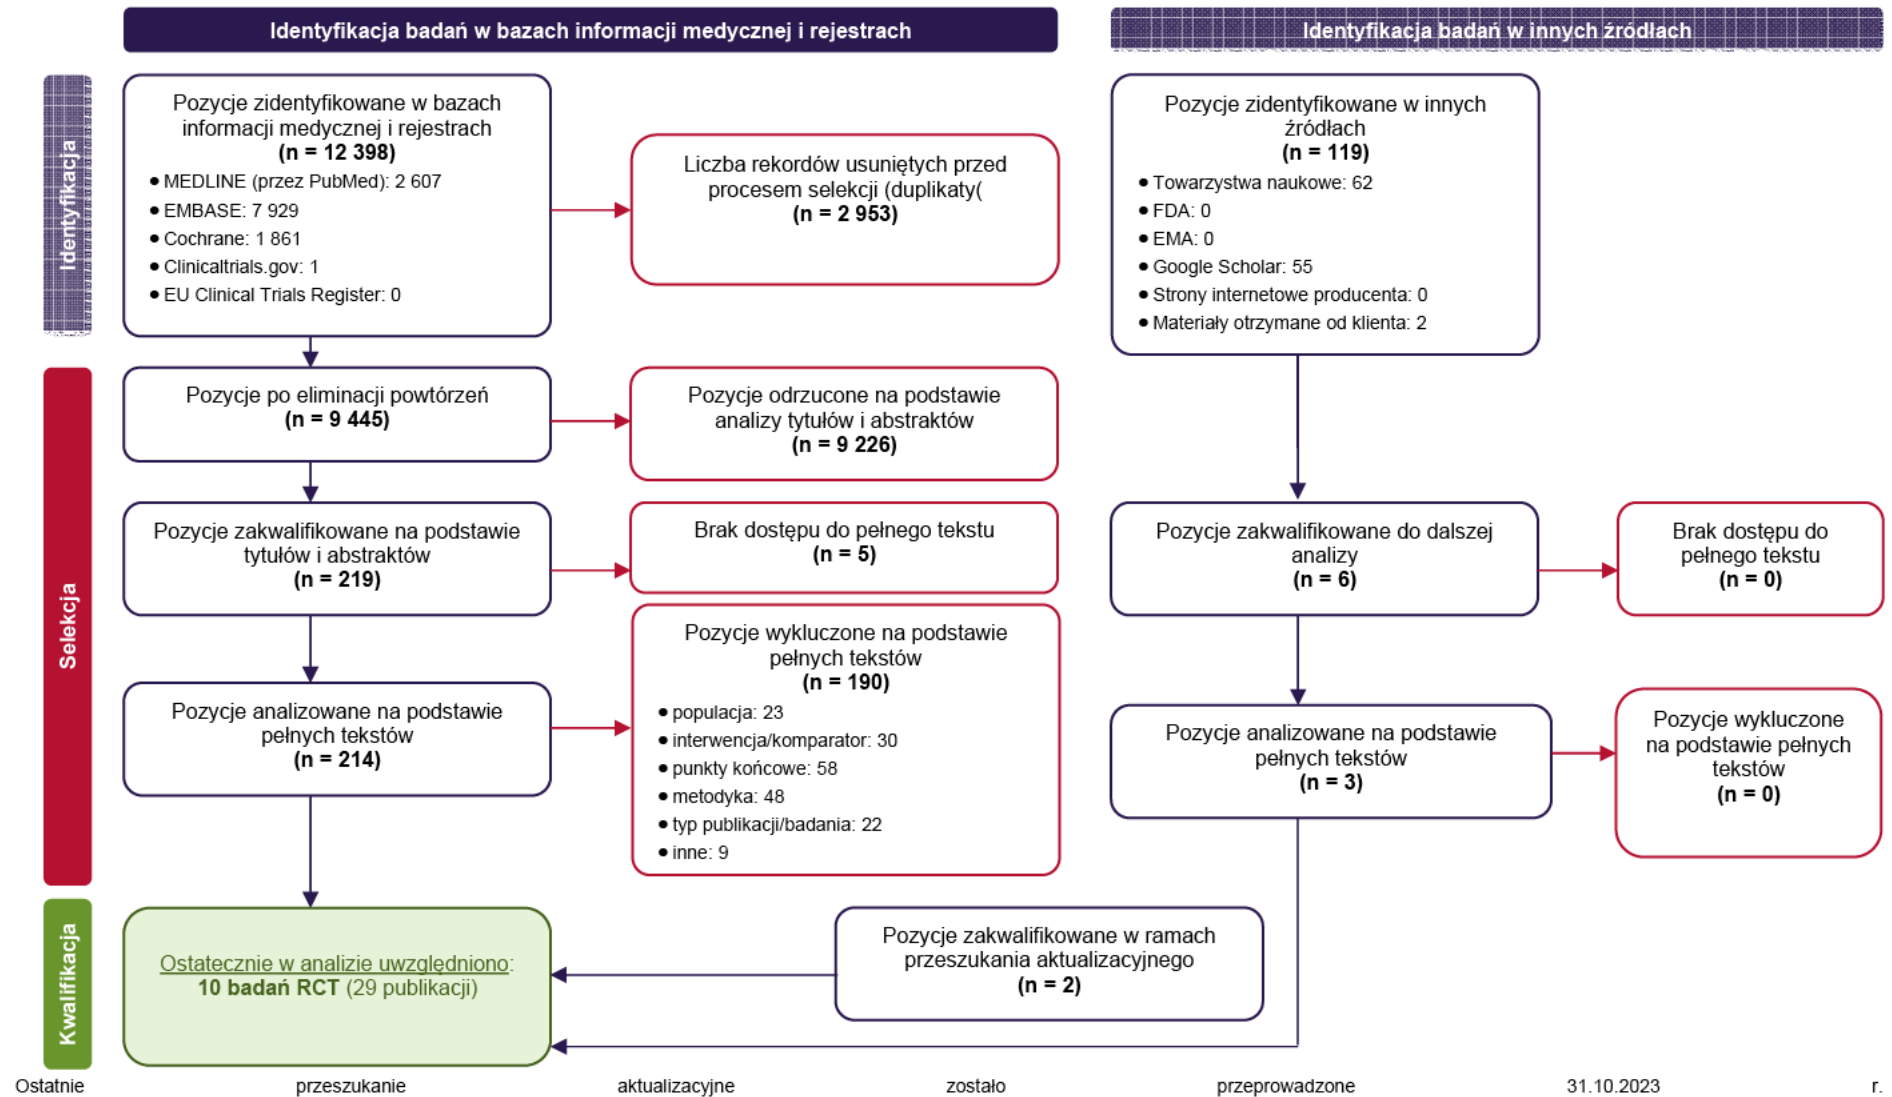 Identyfikacja badań w bazach informacji medycznej i rejestrach
Identyfikacja badań w innych źródłach
Identyfikacja
Pozycje zidentyfikowane w bazach
informacji medycznej i rejestrach
(n = 12 398)
• MEDLINE (przez PubMed): 2 607
• EMBASE: 7 929
• Cochrane: 1 861
• Clinicaltrials.gov: 1
• EU Clinical Trials Register: 0
Liczba rekordów usuniętych przed
procesem selekcji (duplikaty(
(n = 2 953)
Pozycje zidentyfikowane w innych
źródłach
(n = 119)
• Towarzystwa naukowe: 62
• FDA: 0
• EMA: 0
• Google Scholar: 55
• Strony internetowe producenta: 0
• Materiały otrzymane od klienta: 2
Selekcja
Pozycje po eliminacji powtórzeń
(n = 9 445)
Pozycje odrzucone na podstawie
analizy tytułów i abstraktów
(n = 9 226)
Pozycje zakwalifikowane na podstawie
tytułów i abstraktów
(n = 219)
Brak dostępu do pełnego tekstu
(n = 5)
Pozycje zakwalifikowane do dalszej
analizy
(n = 6)
Brak dostępu do
pełnego tekstu
(n = 0)
Pozycje analizowane na podstawie
pełnych tekstów
(n = 214)
Pozycje wykluczone na podstawie
pełnych tekstów
(n = 190)
• populacja: 23
• interwencja/komparator: 30
• punkty końcowe: 58
• metodyka: 48
• typ publikacji/badania: 22
• inne: 9
Pozycje analizowane na podstawie
pełnych tekstów
(n = 3)
Pozycje wykluczone
na podstawie pełnych
tekstów
(n = 0)
Kwalifikacja
Ostatecznie w analizie uwzględniono:
10 badań RCT (29 publikacji)
Pozycje zakwalifikowane w ramach
przeszukania aktualizacyjnego
(n = 2)
Ostatnie przeszukanie aktualizacyjne zostało przeprowadzone 31.10.2023 r.